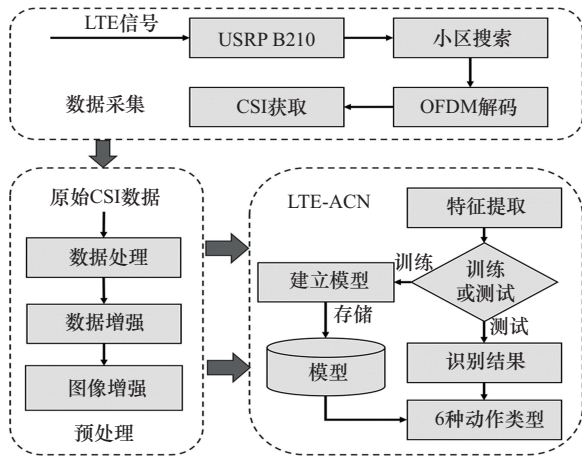 LTE信号
USRP B210
小区搜索
数据采集
CSI获取
OFDM解码
原始CSI数据
数据处理
数据增强
图像增强
预处理
LTE-ACN
特征提取
训练
或测试
训练
建立模型
存储
测试
模型
识别结果
6种动作类型